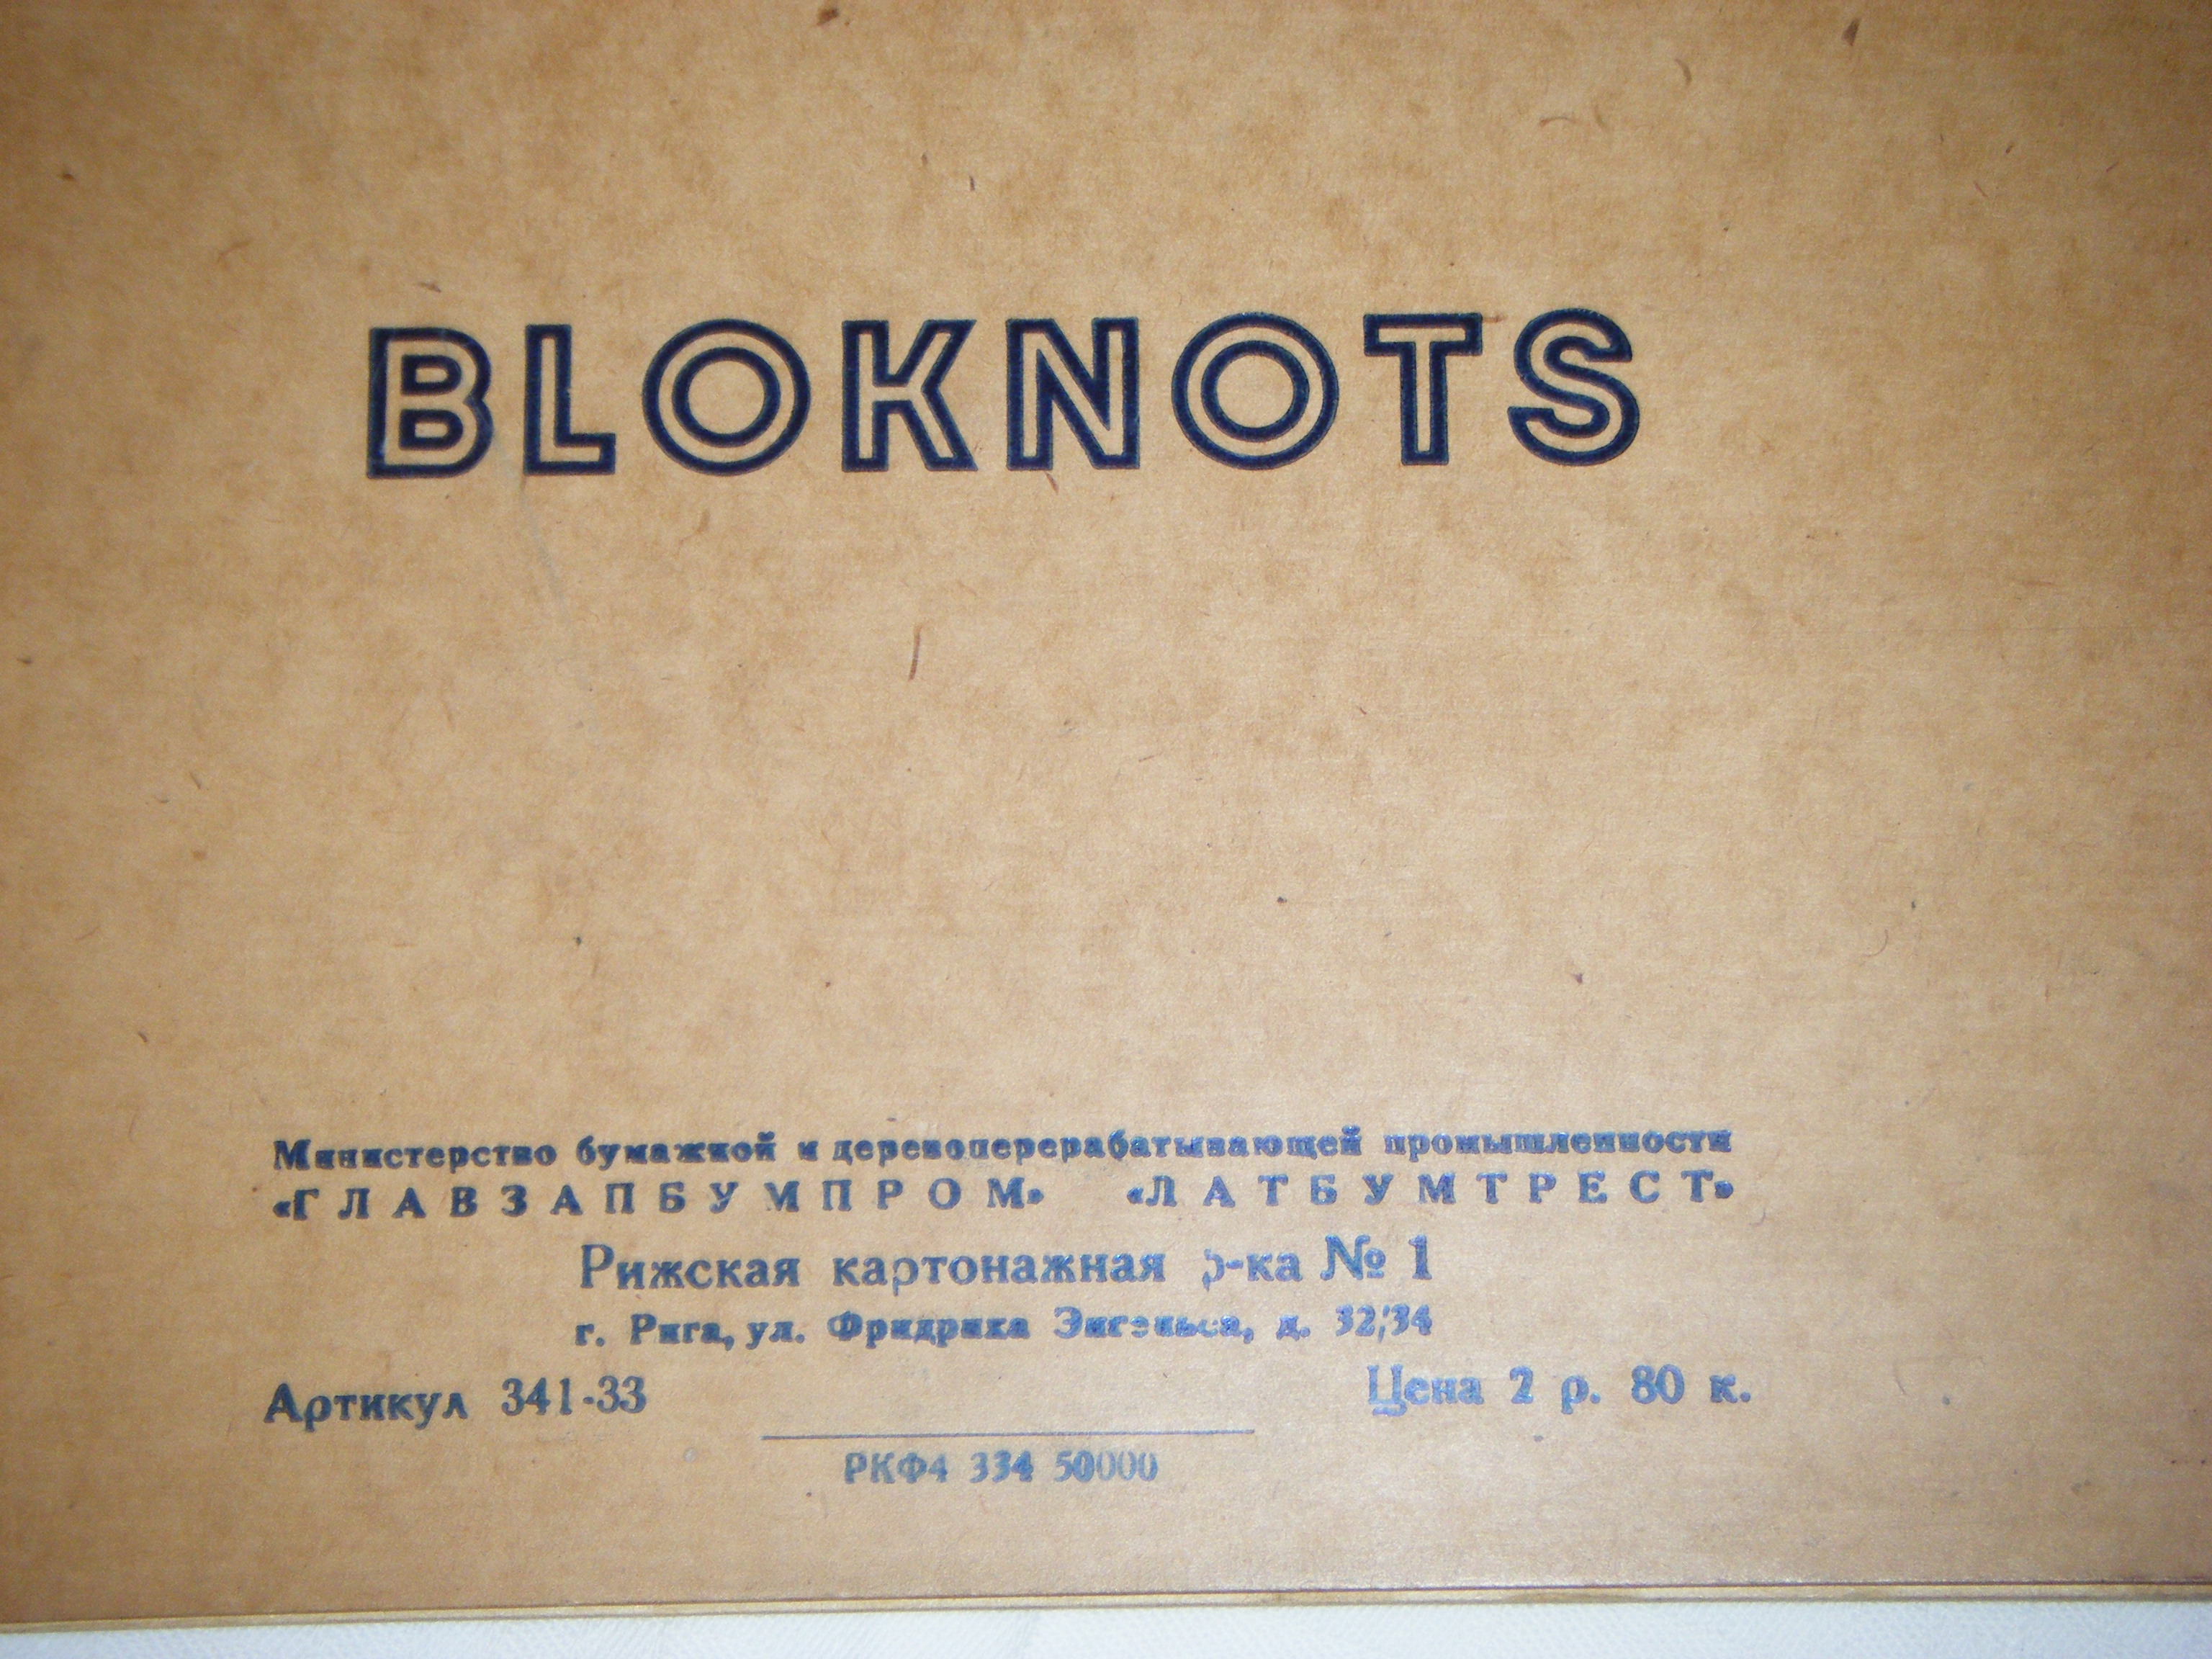 BLOKNOTS
Министерство бумажной и деревоперерабатывающей промышленности
«ГЛАВЗАПБУМПРОМ» «ЛАТБУМТРЕСТ»
Рижская картонажная ф-ка № 1
г. Рига, ул. Фридриха Энгельса, д. 32/34
Артикул 341-33 Цена 2 р. 80 к.
РКФ4 334 50000